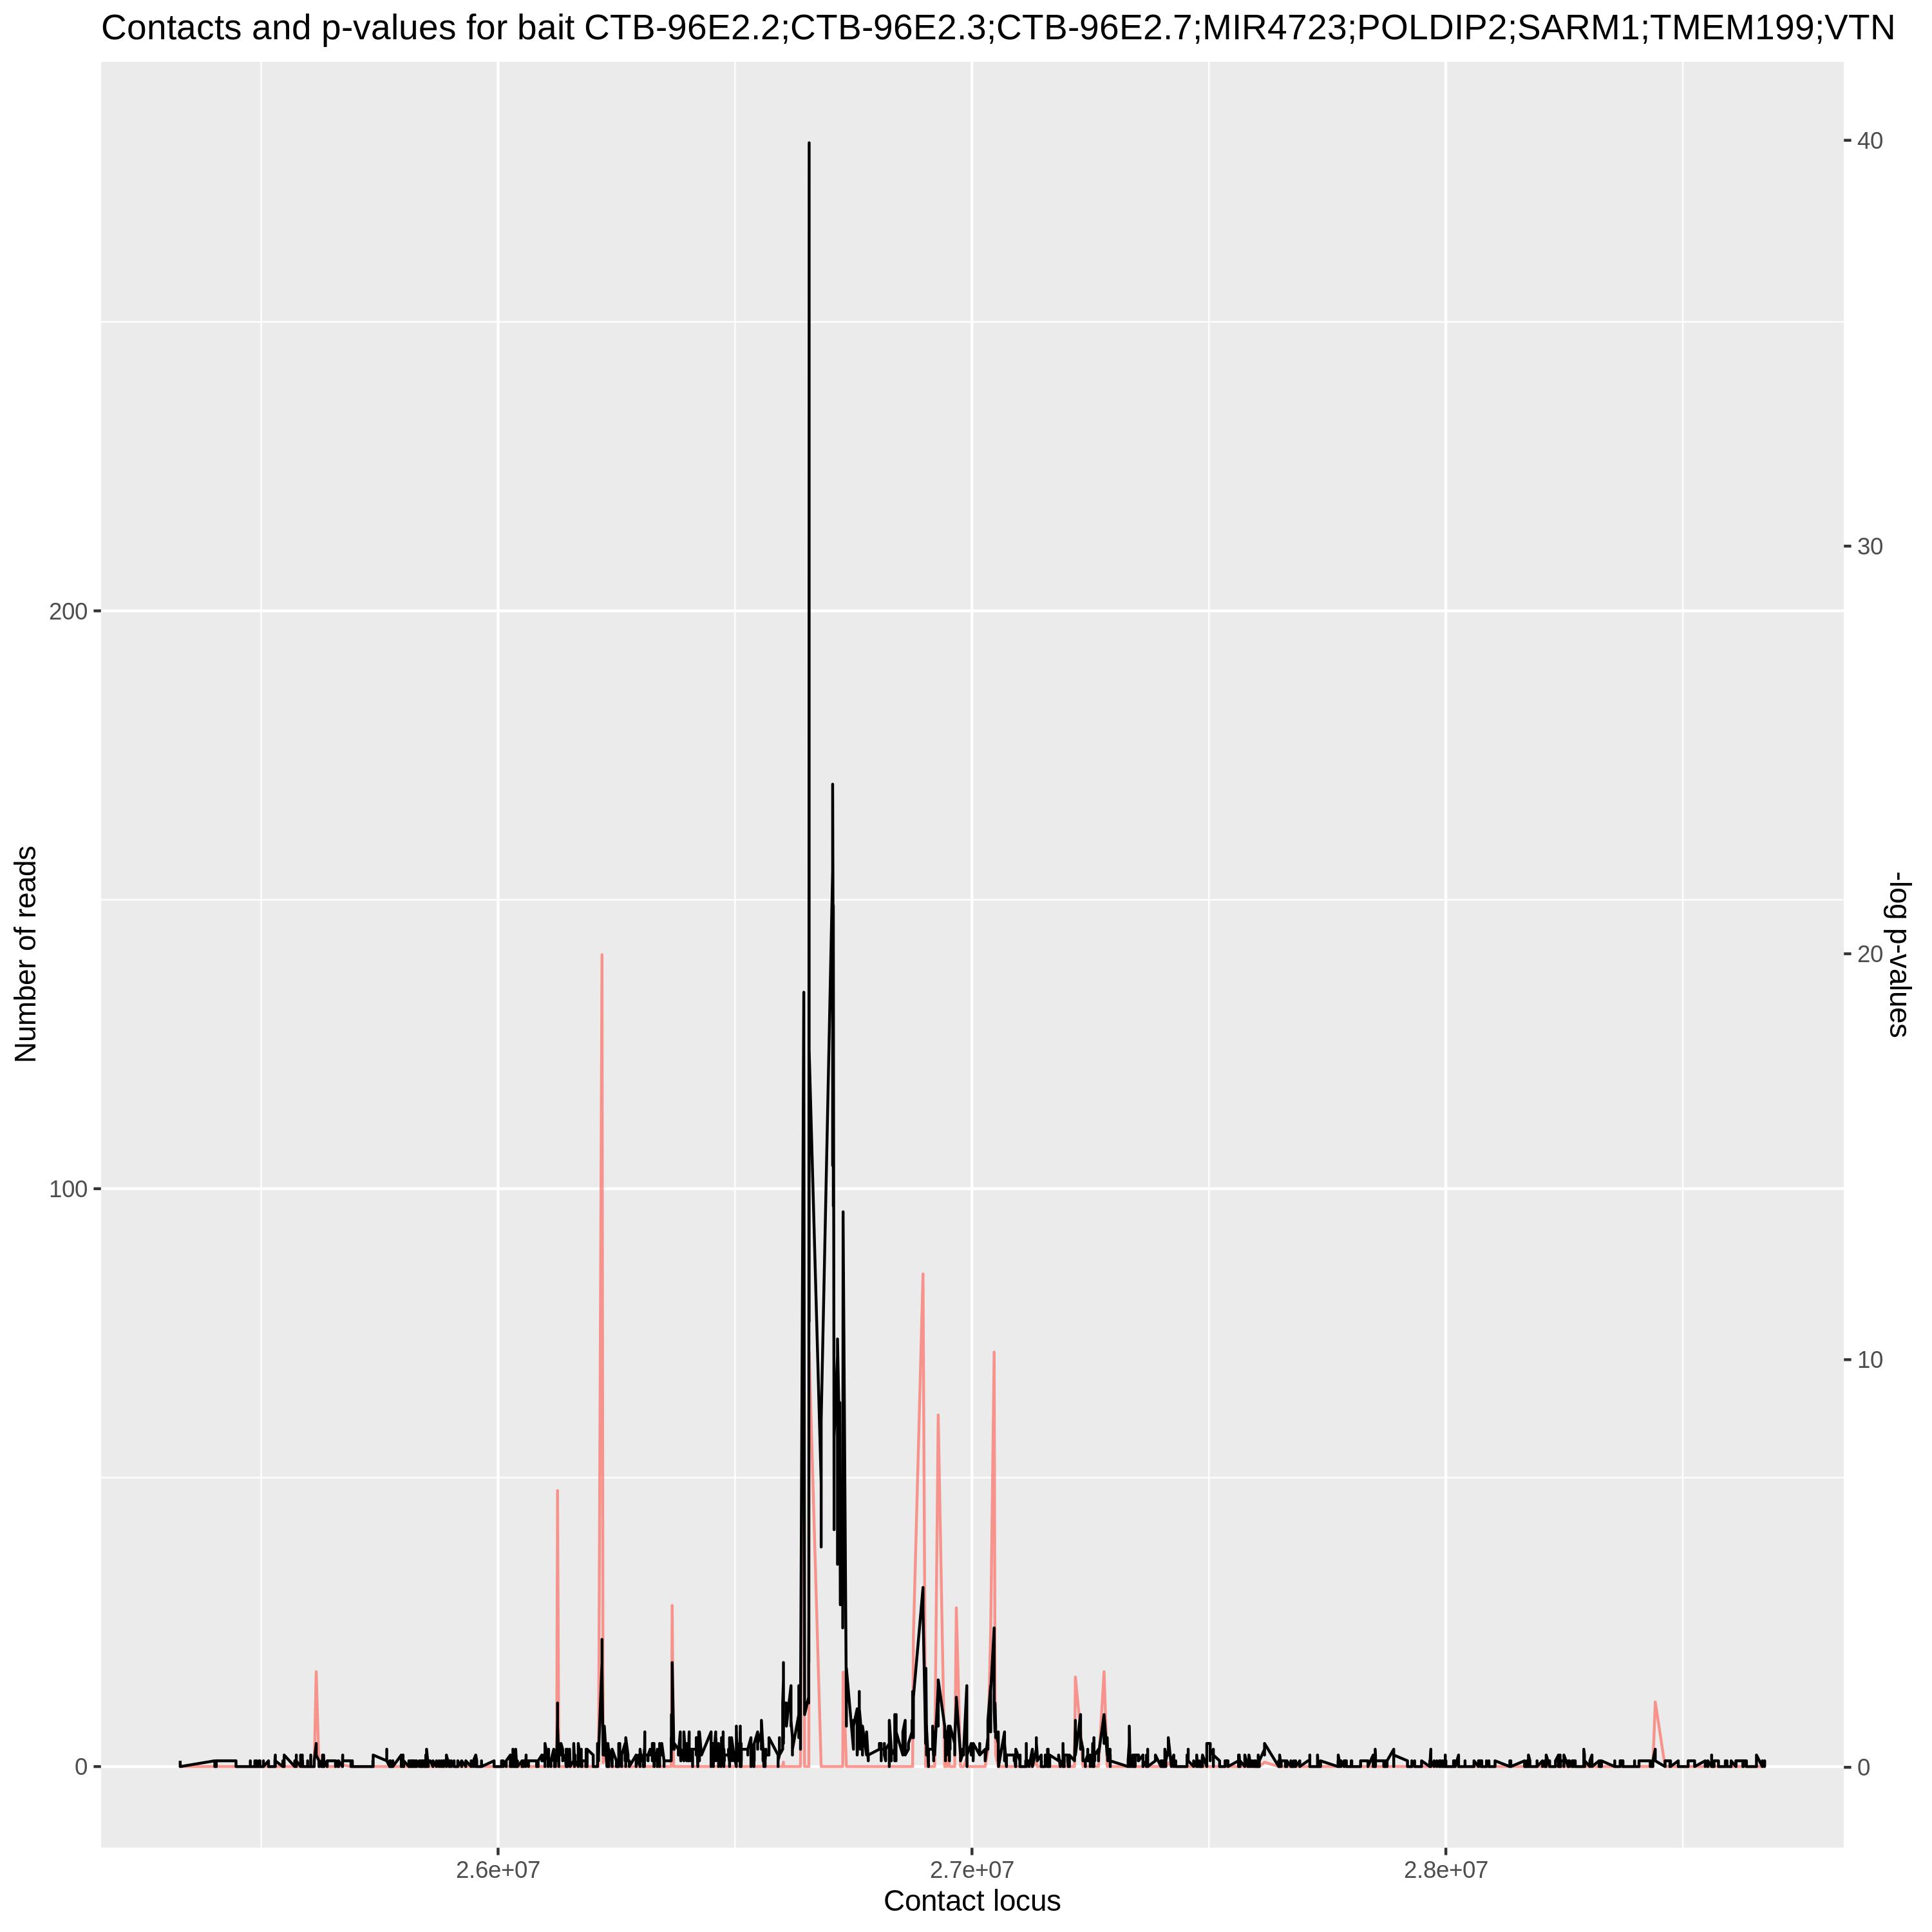 Contacts and p-values for bait CTB-96E2.2;CTB-96E2.3;CTB-96E2.7;MIR4723;POLDIP2;SARM1;TMEM199;VTN
40
30
200
Number of reads
-log p-values
20
100
10
0
0
2.6e+07
2.7e+07
2.8e+07
Contact locus